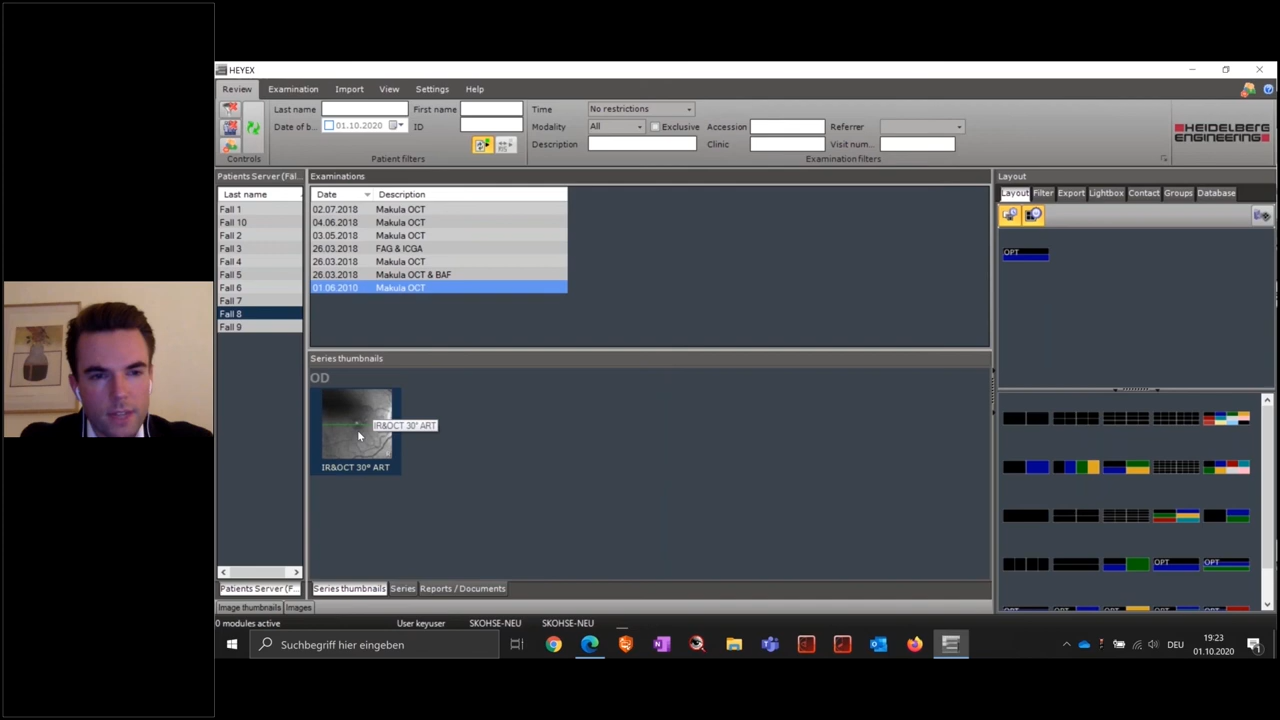 HEYEX
Review Examination Import View Settings Help
Last name First name Time No restrictions
Date of b... 01.10.2020 ID Modality All Exclusive Accession Referrer
Description Clinic Visit num...
Controls Patient filters Examination filters
HEIDELBERG
ENGINEERING
Patients Server (Fäl... Examinations Layout
Last name Date Description Layout Filter Export Lightbox Contact Groups Database
Fall 1 02.07.2018 Makula OCT
Fall 10 04.06.2018 Makula OCT
Fall 2 03.05.2018 Makula OCT
Fall 3 26.03.2018 FAG & ICGA
Fall 4 26.03.2018 Makula OCT
Fall 5 26.03.2018 Makula OCT & BAF
Fall 6 01.06.2010 Makula OCT
Fall 7
Fall 8
Fall 9
OPT
Series thumbnails
OD
IR&OCT 30° ART
IR&OCT 30° ART
OPT OPT
Patients Server (F... Series thumbnails Series Reports / Documents
Image thumbnails Images
0 modules active User keyuser SKOHSE-NEU SKOHSE-NEU
Suchbegriff hier eingeben DEU 19:23
01.10.2020